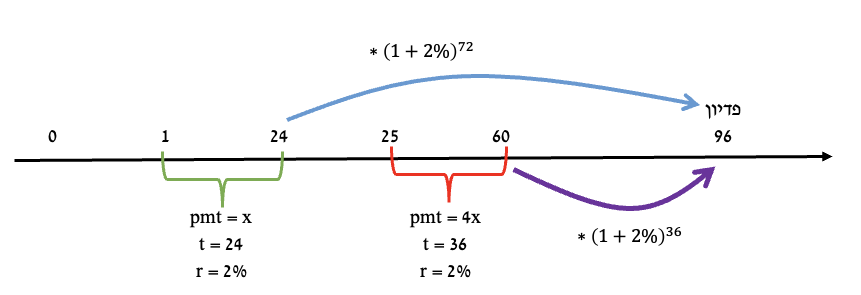 * (1 + 2%)^72
פדיון
0 1 24 25 60 96
pmt = x pmt = 4x
t = 24 t = 36
r = 2% r = 2%
* (1 + 2%)^36